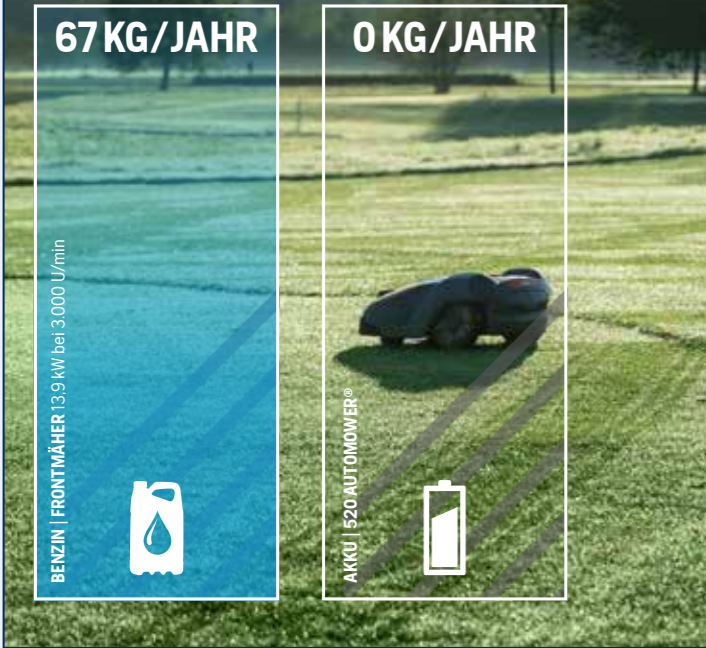 67 KG/JAHR
BENZIN | FRONTMÄHER 13,9 kW bei 3.000 U/min
0 KG/JAHR
AKKU | 520 AUTOMOWER®